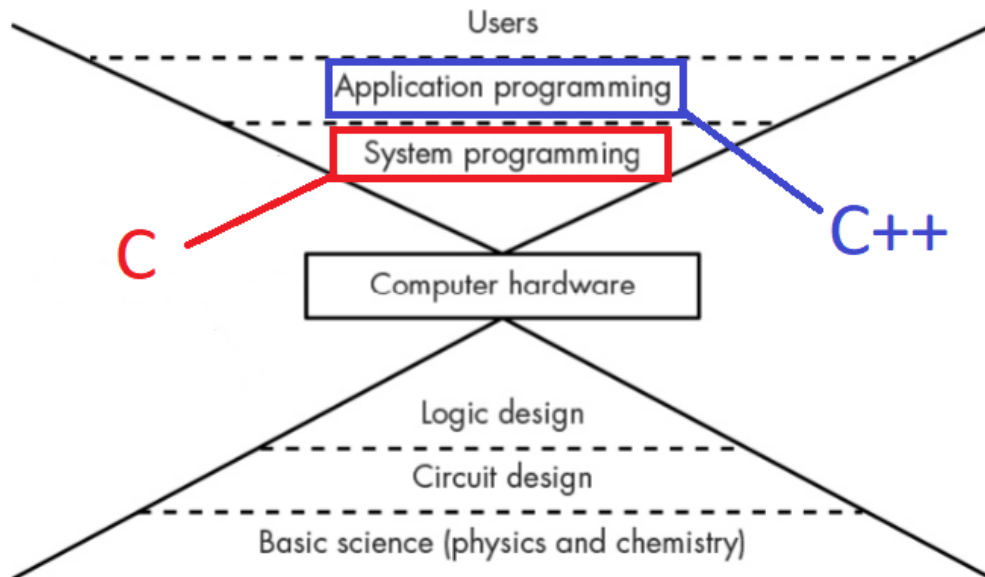 Users
Application programming
System programming
C
C++
Computer hardware
Logic design
Circuit design
Basic science (physics and chemistry)